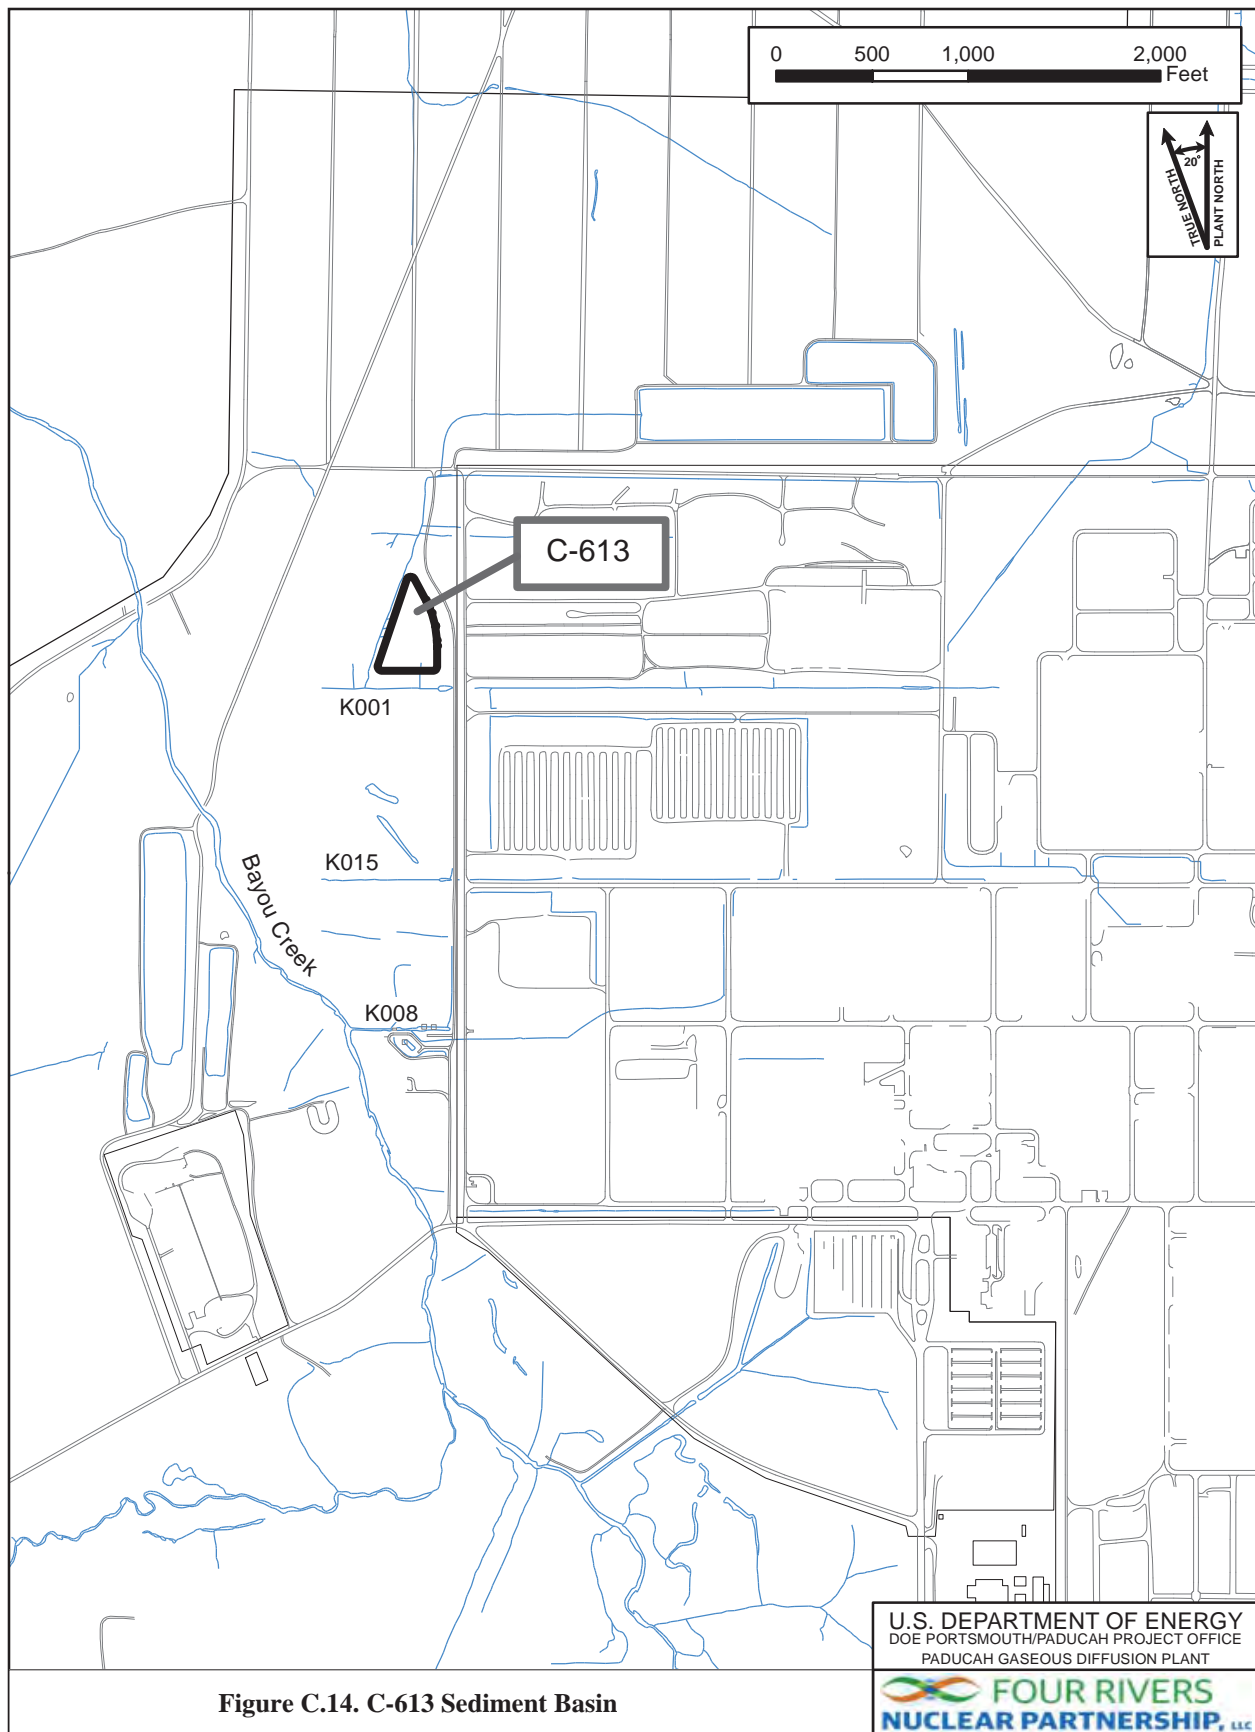 0 500 1,000 2,000
Feet
20°
TRUE NORTH
PLANT NORTH
C-613
K001
K015
Bayou Creek
K008
U.S. DEPARTMENT OF ENERGY
DOE PORTSMOUTH/PADUCAH PROJECT OFFICE
PADUCAH GASEOUS DIFFUSION PLANT
Figure C.14. C-613 Sediment Basin
FOUR RIVERS
NUCLEAR PARTNERSHIP, LLC